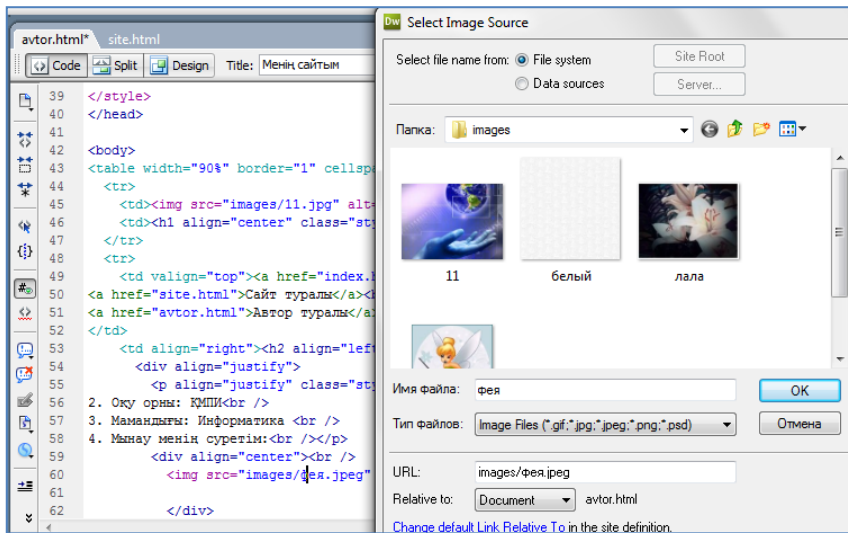 avtor.html* site.html
Code Split Design Title: Менің сайтым
39 </style>
40 </head>
41
42 <body>
43 <table width="90%" border="1" cellspa
44 <tr>
45 <td><img src="images/11.jpg" alt=
46 <td><h1 align="center" class="sty
47 </tr>
48 <tr>
49 <td valign="top"><a href="index.h
50 <a href="site.html">Сайт туралы</a><b
51 <a href="avtor.html">Автор туралы</a
52 </td>
53 <td align="right"><h2 align="left
54 <div align="justify">
55 <p align="justify" class="sty
56 2. Оқу орны: ҚМПИ<br />
57 3. Мамандығы: Информатика <br />
58 4. Мынау менің суретім:<br /></p>
59 <div align="center"><br />
60 <img src="images/фея.jpeg"
61
62 </div>
Dw Select Image Source
Select file name from: File system Site Root
Data sources Server...
Папка: images
11 белый лала
Имя файла: фея OK
Тип файлов: Image Files (*.gif;*.jpg;*.jpeg;*.png;*.psd) Отмена
URL: images/фея.jpeg
Relative to: Document avtor.html
Change default Link Relative To in the site definition.